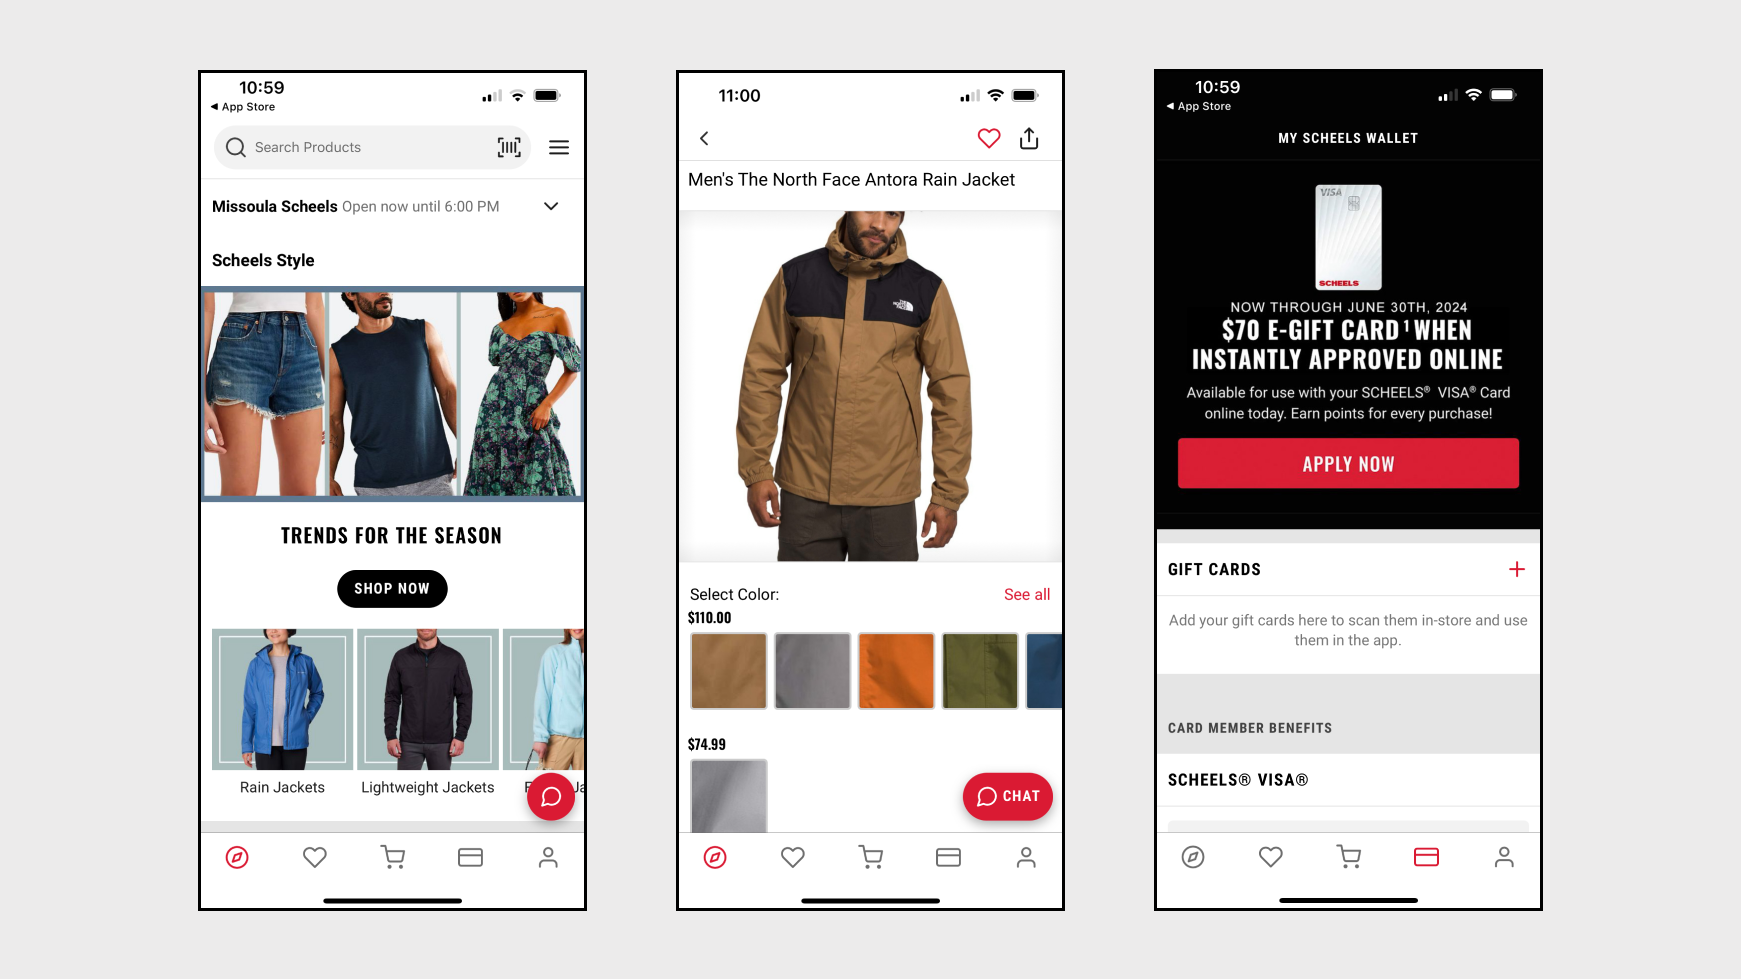 10:59
App Store
Search Products
Missoula Scheels Open now until 6:00 PM
Scheels Style
TRENDS FOR THE SEASON
SHOP NOW
Rain Jackets
Lightweight Jackets
11:00
Men's The North Face Antora Rain Jacket
THE NORTH FACE
Select Color:
See all
$110.00
$74.99
CHAT
10:59
App Store
MY SCHEELS WALLET
VISA
SCHEELS
NOW THROUGH JUNE 30TH, 2024
$70 E-GIFT CARD¹ WHEN
INSTANTLY APPROVED ONLINE
Available for use with your SCHEELS® VISA® Card
online today. Earn points for every purchase!
APPLY NOW
GIFT CARDS
Add your gift cards here to scan them in-store and use
them in the app.
CARD MEMBER BENEFITS
SCHEELS® VISA®